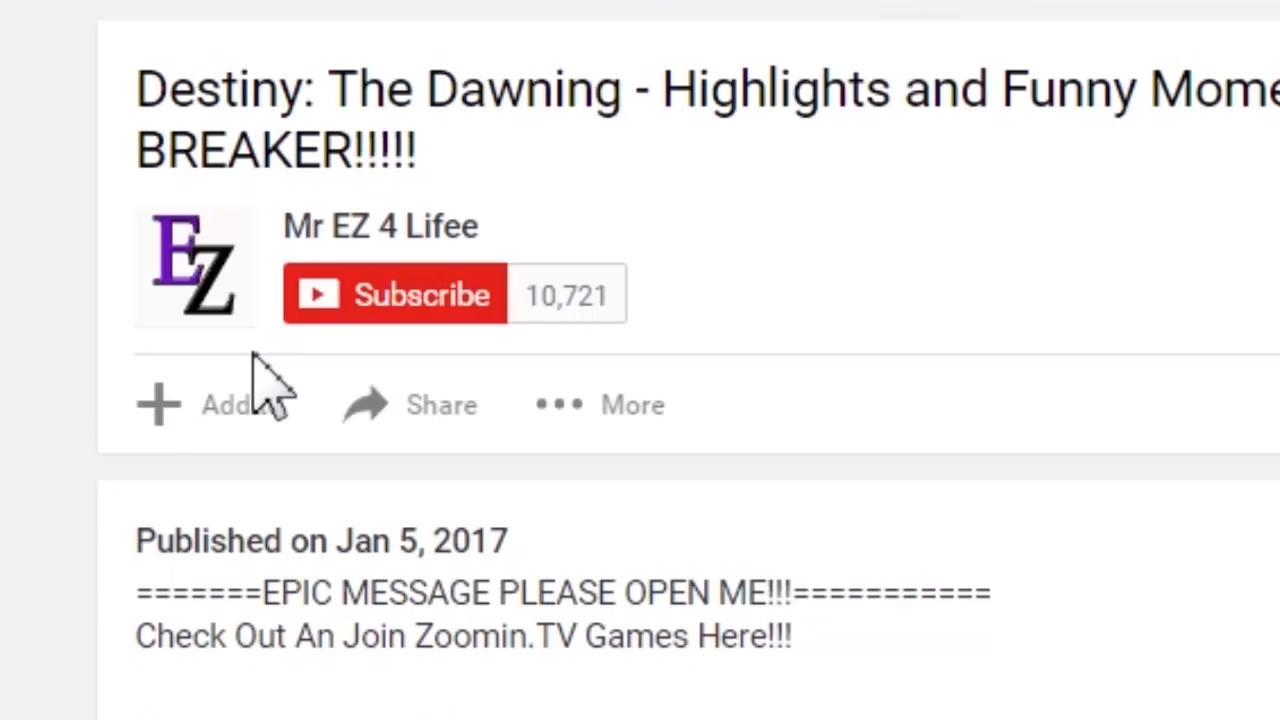 Destiny: The Dawning - Highlights and Funny
BREAKER!!!!!
EZ
Mr EZ 4 Lifee
Subscribe 10,721
Add Share More
Published on Jan 5, 2017
=======EPIC MESSAGE PLEASE OPEN ME!!!===========
Check Out An Join Zoomin.TV Games Here!!!